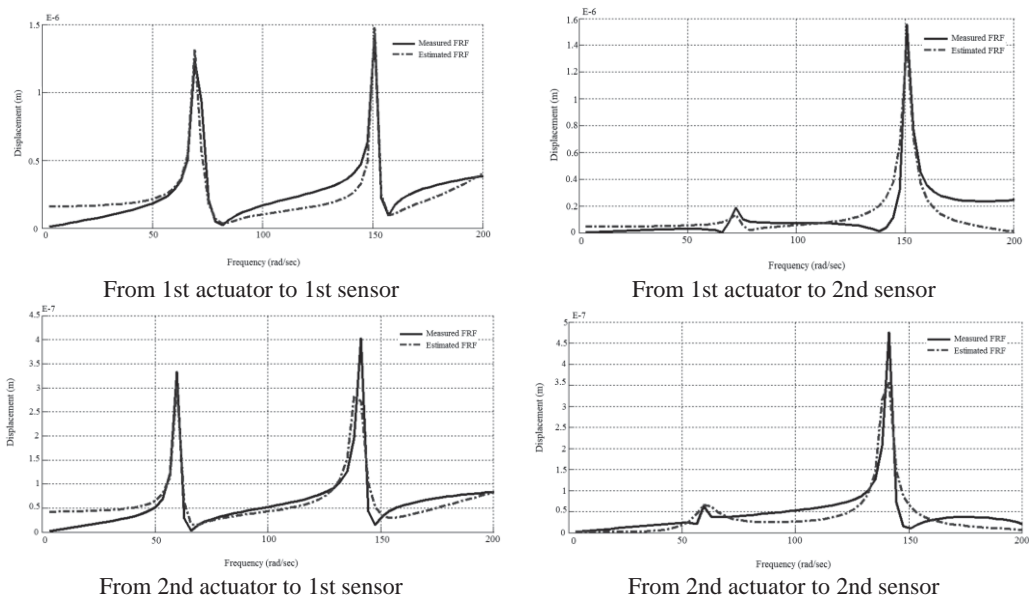 E-6
1.5
1
0.5
0
50
100
150
200
Displacement (m)
Frequency (rad/sec)
Measured FRF
Estimated FRF
From 1st actuator to 1st sensor
E-6
1.6
1.4
1.2
1
0.8
0.6
0.4
0.2
0
50
100
150
200
Displacement (m)
Frequency (rad/sec)
Measured FRF
Estimated FRF
From 1st actuator to 2nd sensor
E-7
4.5
4
3.5
3
2.5
2
1.5
1
0.5
0
0
50
100
150
200
Displacement (m)
Frequency (rad/sec)
Measured FRF
Estimated FRF
From 2nd actuator to 1st sensor
E-7
5
4.5
4
3.5
3
2.5
2
1.5
1
0.5
0
0
50
100
150
200
Displacement (m)
Frequency (rad/sec)
Measured FRF
Estimated FRF
From 2nd actuator to 2nd sensor